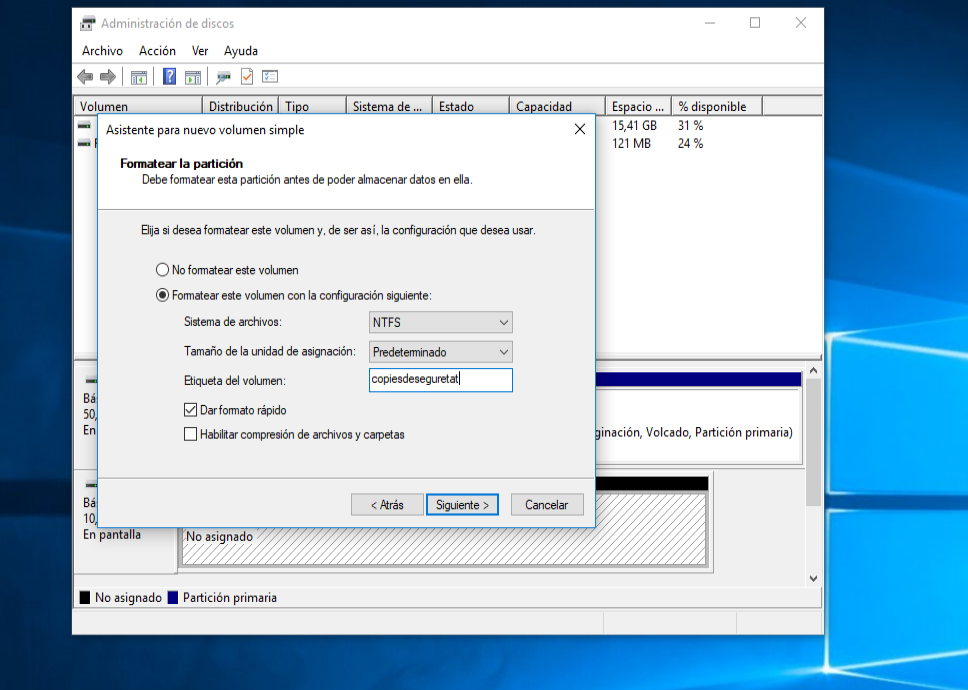 Administración de discos
Archivo Acción Ver Ayuda
Volumen Distribución Tipo Sistema de ... Estado Capacidad Espacio ... % disponible
15,41 GB 31 %
121 MB 24 %
Asistente para nuevo volumen simple
Formatear la partición
Debe formatear esta partición antes de poder almacenar datos en ella.
Elija si desea formatear este volumen y, de ser así, la configuración que desea usar.
No formatear este volumen
Formatear este volumen con la configuración siguiente:
Sistema de archivos: NTFS
Tamaño de la unidad de asignación: Predeterminado
Etiqueta del volumen: copiesdeseguretat
Dar formato rápido
Habilitar compresión de archivos y carpetas
< Atrás Siguiente > Cancelar
Bá
50,
En
ginación, Volcado, Partición primaria)
Bá
10,
En pantalla
No asignado
No asignado Partición primaria